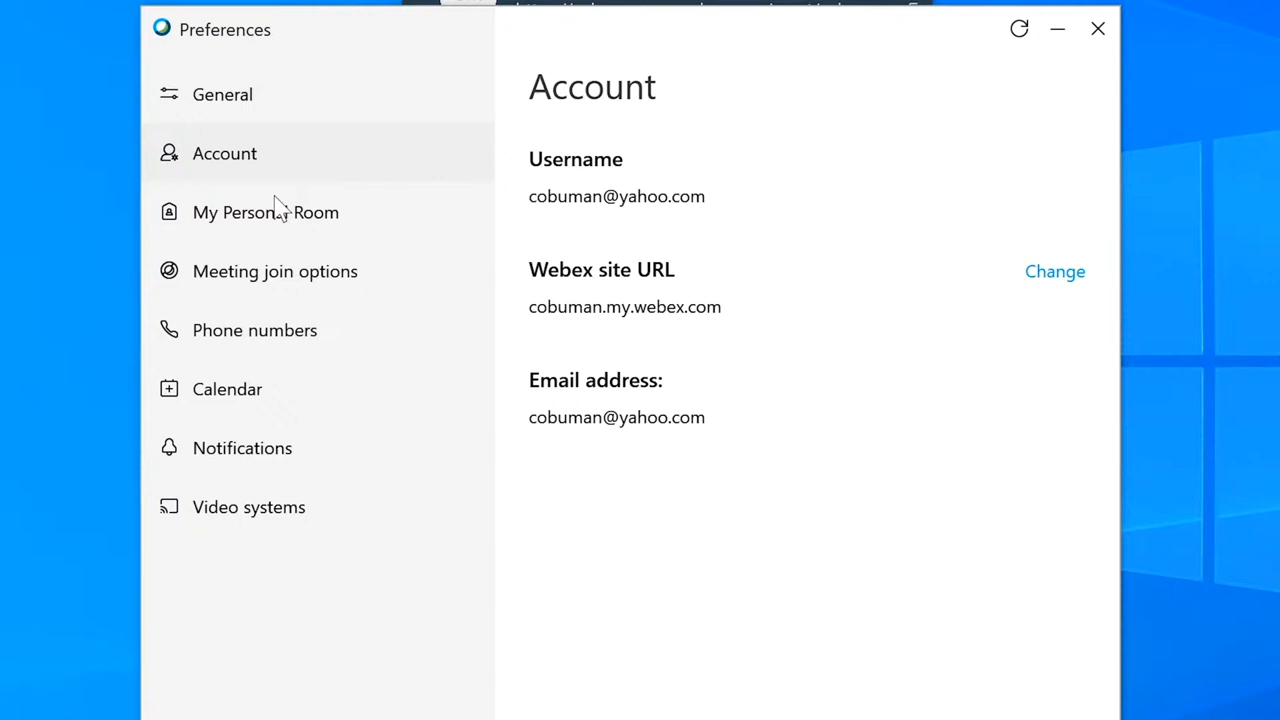 Preferences
General
Account
My Personal Room
Meeting join options
Phone numbers
Calendar
Notifications
Video systems
Account
Username
cobuman@yahoo.com
Webex site URL
Change
cobuman.my.webex.com
Email address:
cobuman@yahoo.com